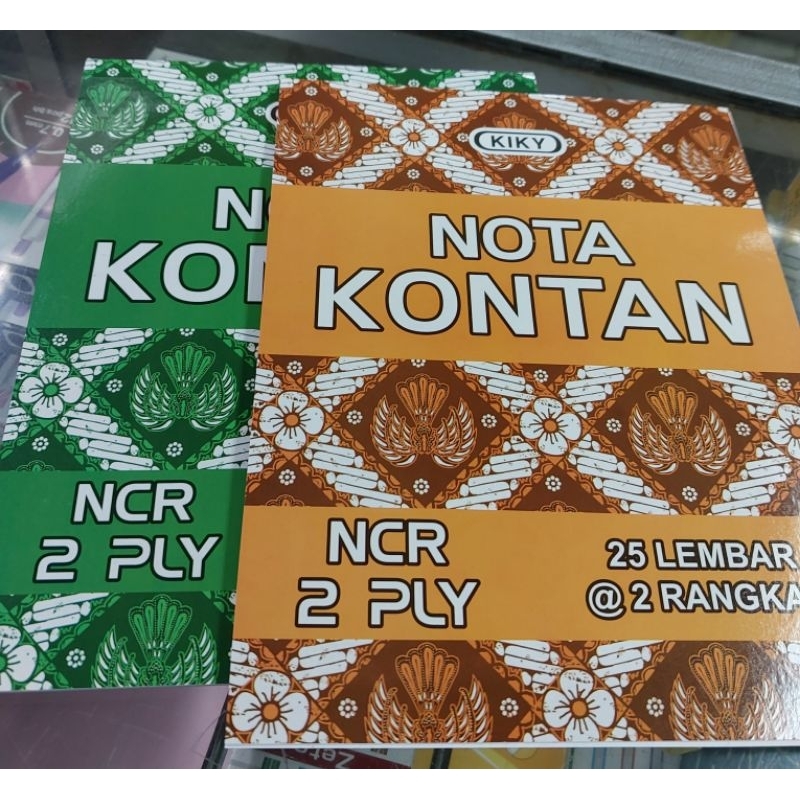 KIKY
NOTA
KONTAN
NCR
2 PLY
25 LEMBAR
@ 2 RANGKA
NCR
2 PLY